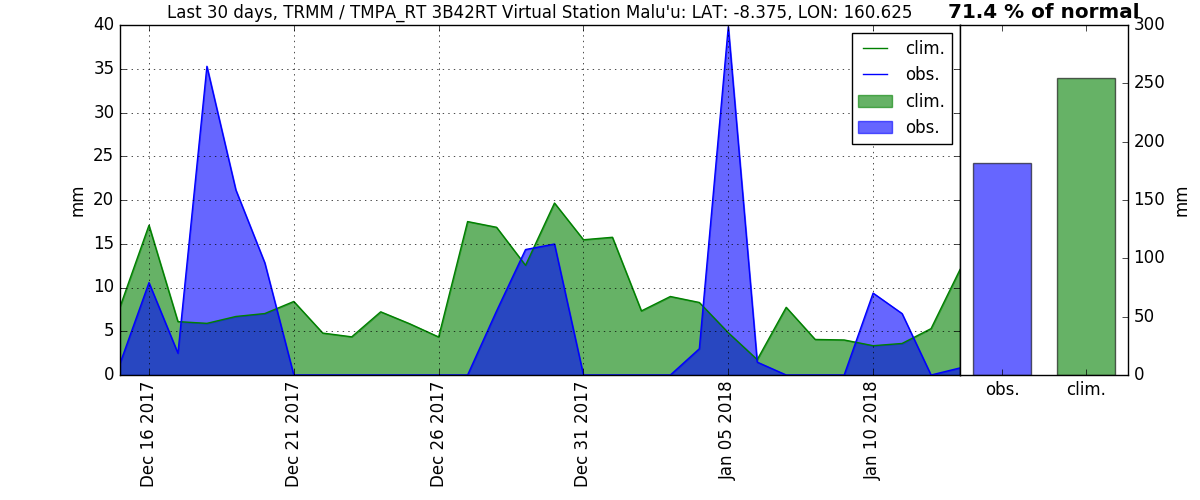 Last 30 days, TRMM / TMPA_RT 3B42RT Virtual Station Malu'u: LAT: -8.375, LON: 160.625
71.4 % of normal
40
35
30
25
20
15
10
5
0
mm
clim.
obs.
clim.
obs.
300
250
200
150
100
50
0
mm
Dec 16 2017
Dec 21 2017
Dec 26 2017
Dec 31 2017
Jan 05 2018
Jan 10 2018
obs.
clim.